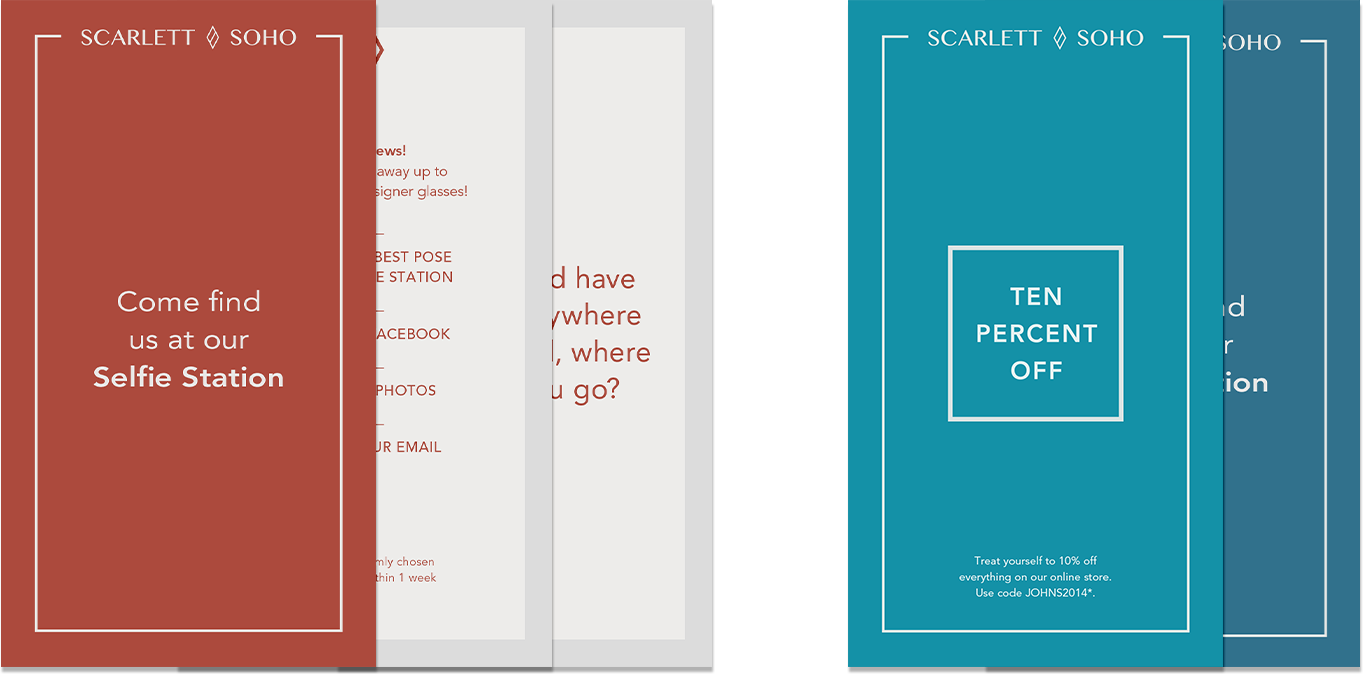 SCARLETT SOHO
Come find
us at our
Selfie Station
ews!
away up to
signer glasses!
BEST POSE
E STATION
ACEBOOK
PHOTOS
UR EMAIL
mly chosen
thin 1 week
d have
ywhere
, where
u go?
SCARLETT SOHO
TEN
PERCENT
OFF
Treat yourself to 10% off
everything on our online store.
Use code JOHNS2014*.
SOHO
nd
r
tion